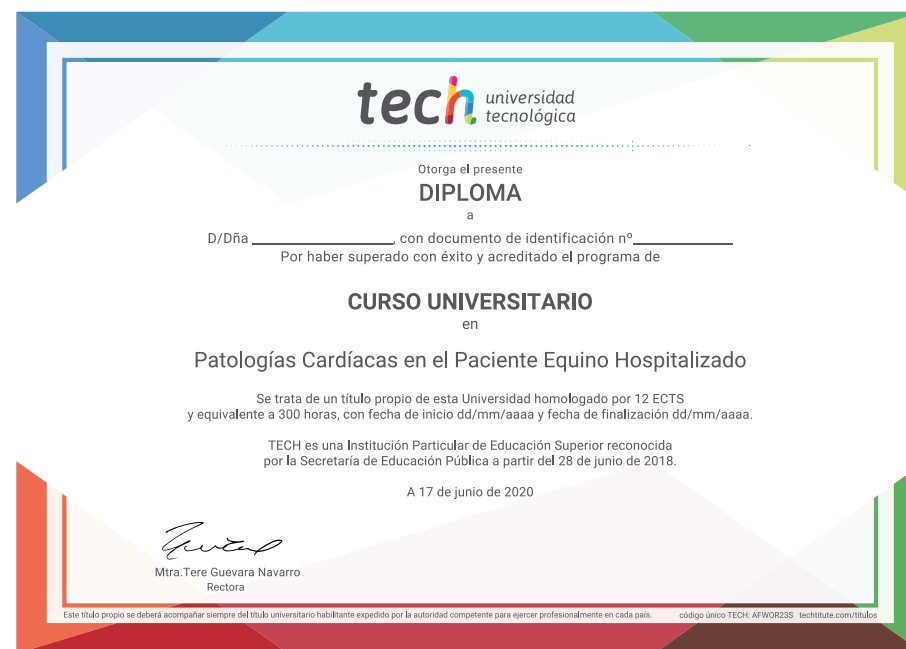 tech universidad
tecnológica
Otorga el presente
DIPLOMA
a
D/Dña ____________________, con documento de identificación nº______________
Por haber superado con éxito y acreditado el programa de
CURSO UNIVERSITARIO
en
Patologías Cardíacas en el Paciente Equino Hospitalizado
Se trata de un título propio de esta Universidad homologado por 12 ECTS
y equivalente a 300 horas, con fecha de inicio dd/mm/aaaa y fecha de finalización dd/mm/aaaa.
TECH es una Institución Particular de Educación Superior reconocida
por la Secretaría de Educación Pública a partir del 28 de junio de 2018.
A 17 de junio de 2020
Mtra.Tere Guevara Navarro
Rectora
Este título propio se deberá acompañar siempre del título universitario habilitante expedido por la autoridad competente para ejercer profesionalmente en cada país. código único TECH: AFWOR23S techtitute.com/titulos